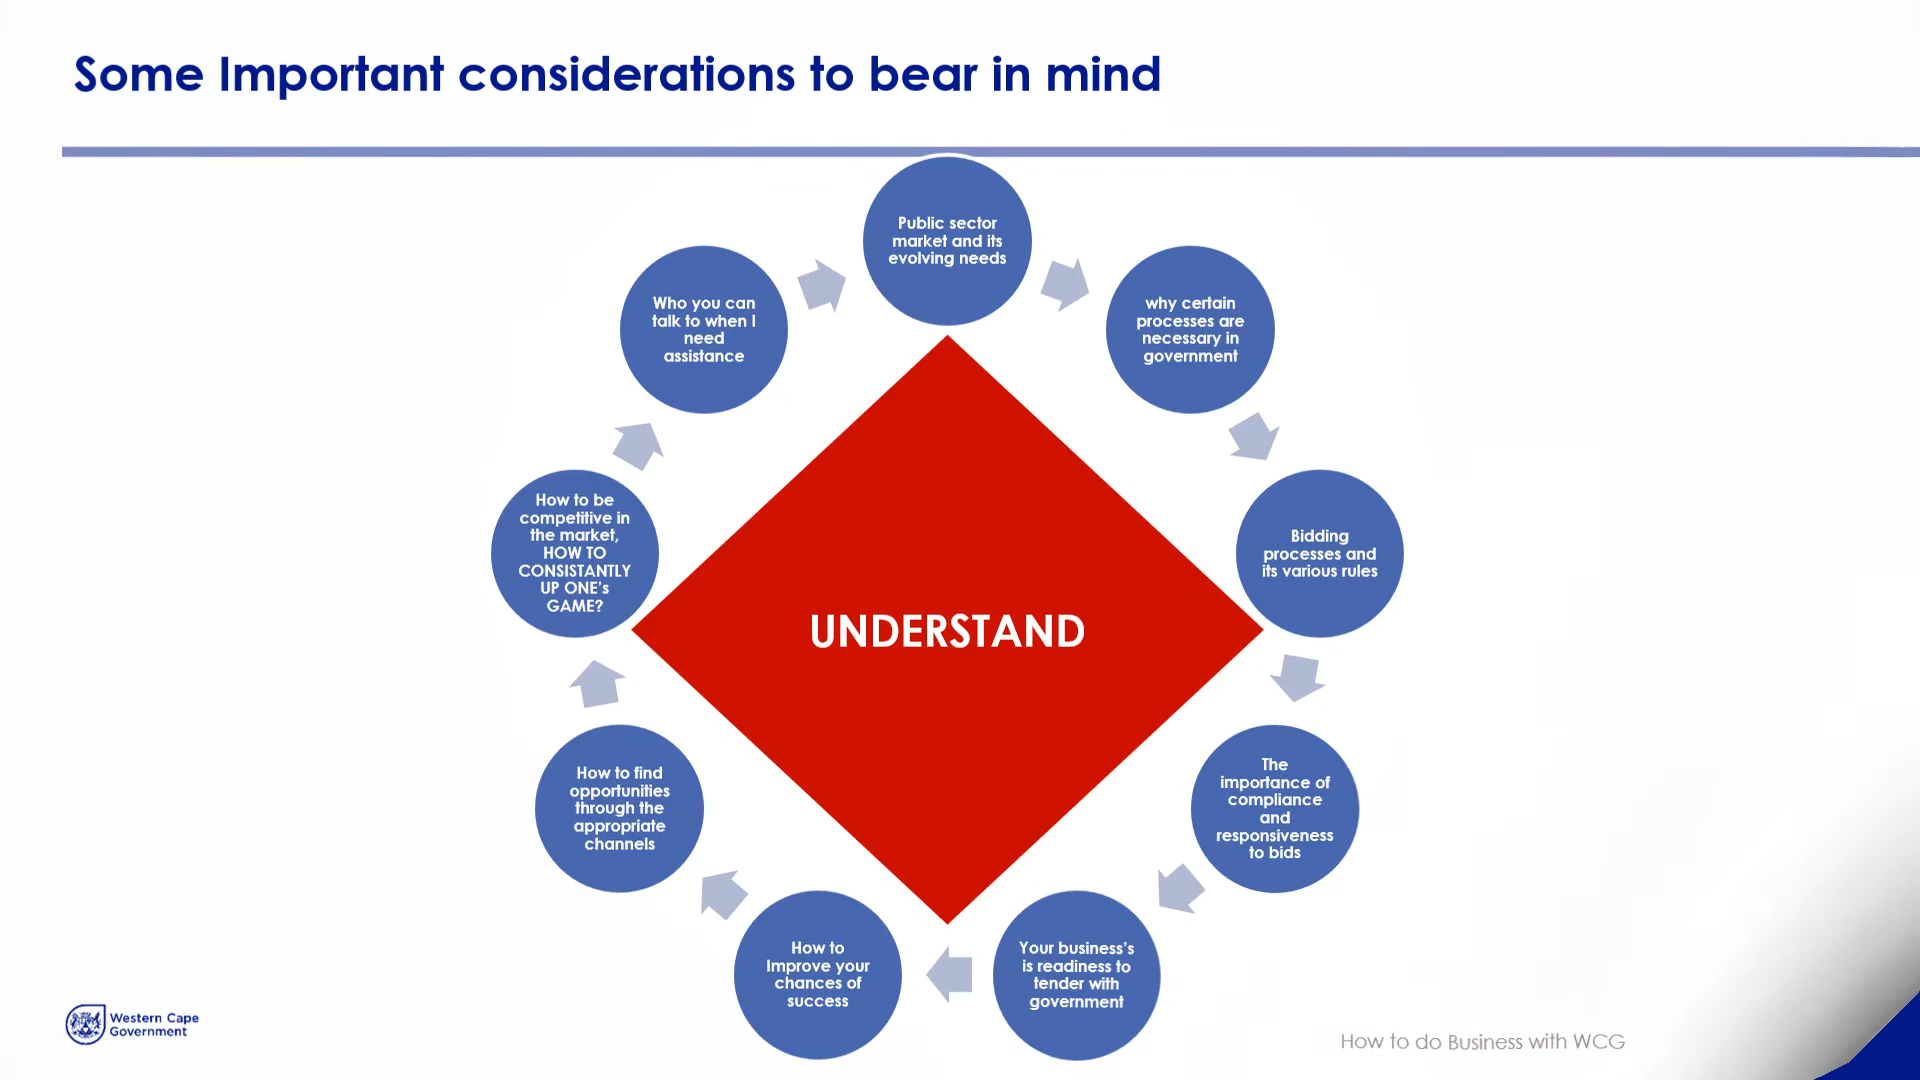 Some Important considerations to bear in mind
Public sector
market and its
evolving needs
why certain
processes are
necessary in
government
Bidding
processes and
its various rules
The
importance of
compliance
and
responsiveness
to bids
Your business's
is readiness to
tender with
government
How to
Improve your
chances of
success
How to find
opportunities
through the
appropriate
channels
How to be
competitive in
the market,
HOW TO
CONSISTANTLY
UP ONE's
GAME?
Who you can
talk to when I
need
assistance
UNDERSTAND
Western Cape
Government
How to do Business with WCG